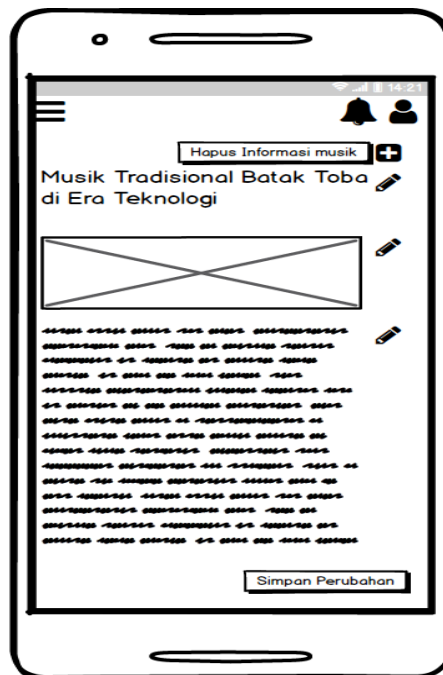 14:21
Hapus Informasi musik
Musik Tradisional Batak Toba
di Era Teknologi
Simpan Perubahan